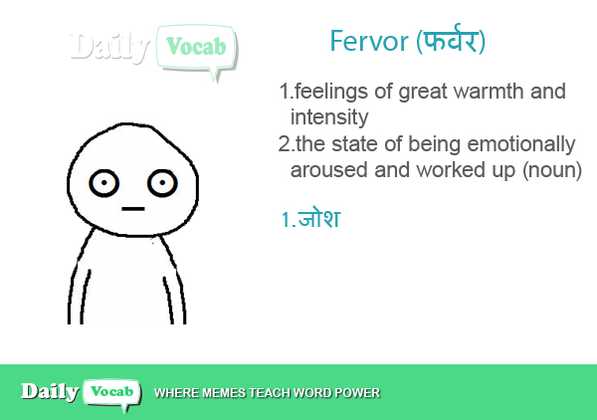 Daily Vocab
Fervor (फर्वर)
1.feelings of great warmth and
intensity
2.the state of being emotionally
aroused and worked up (noun)
1.जोश
Daily Vocab WHERE MEMES TEACH WORD POWER